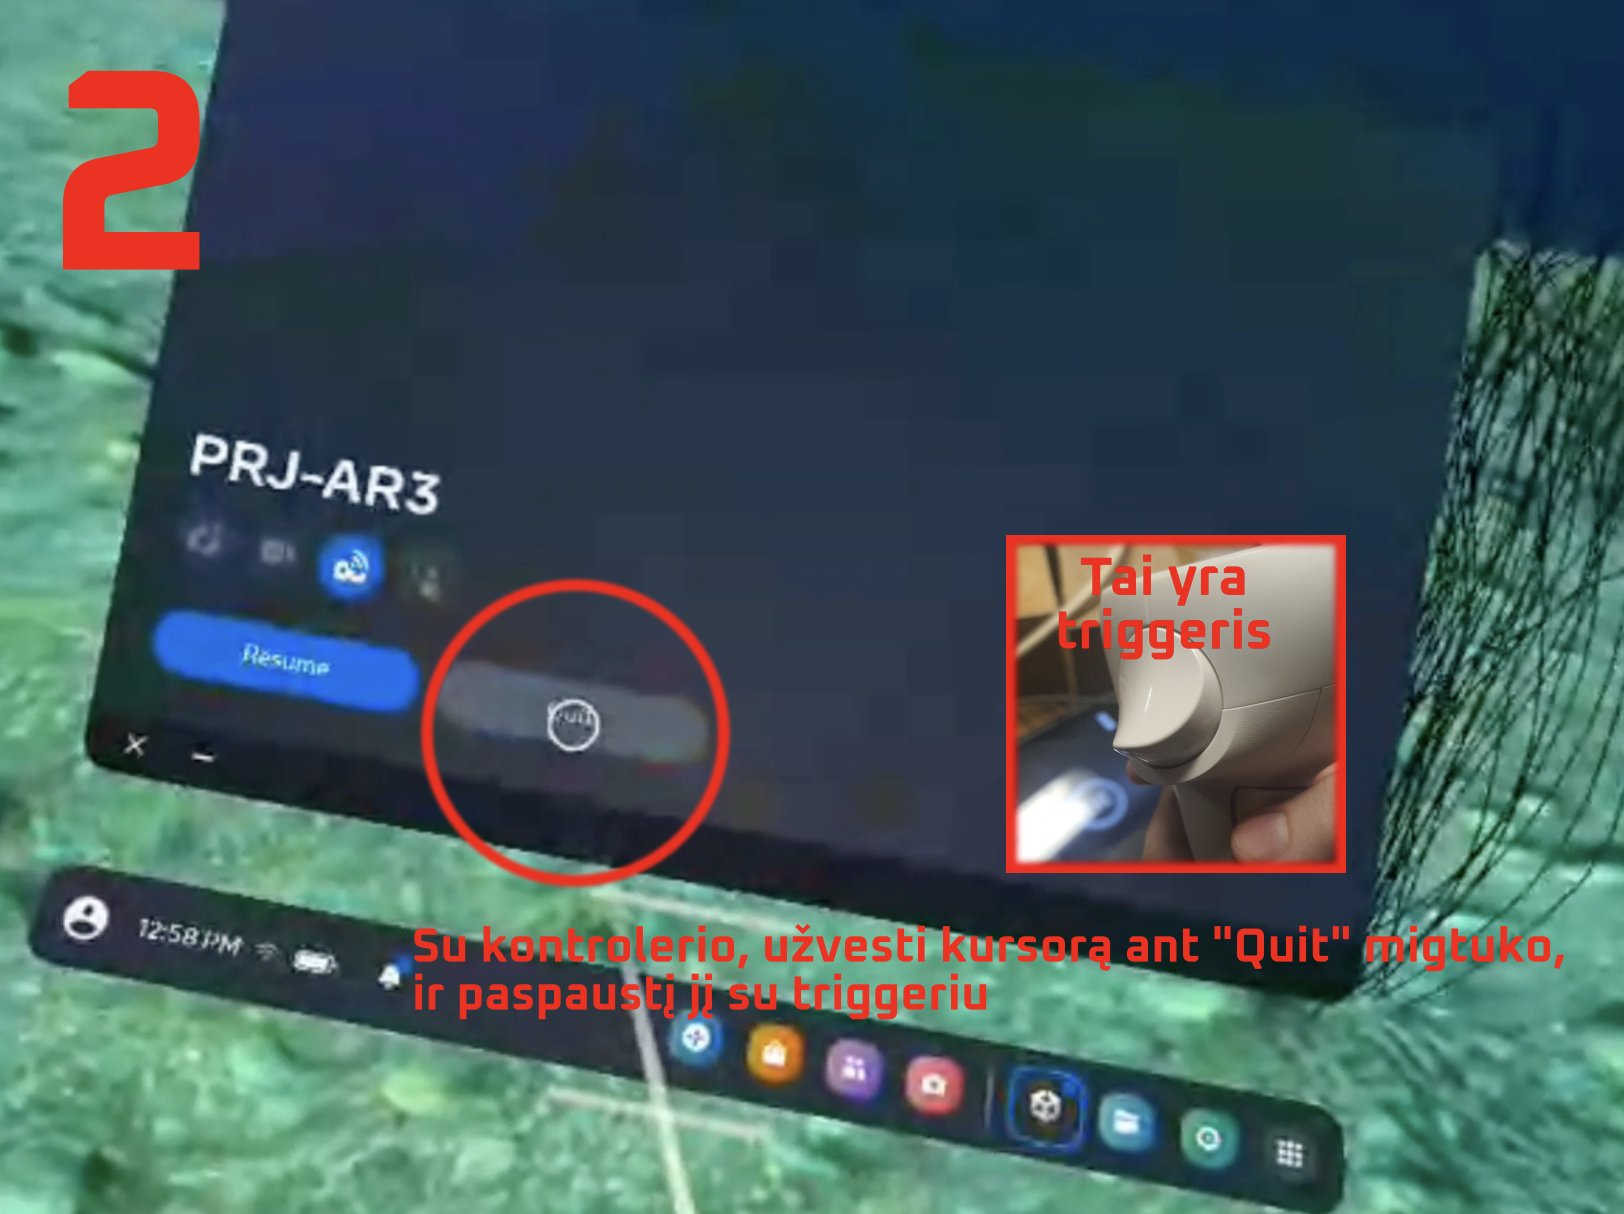 2
PRJ-AR3
Resume
Quit
Tai yra
triggeris
12:58 PM
Su kontrolerio, užvesti kursorą ant "Quit" migtuko,
ir paspaustį jį su triggeriu